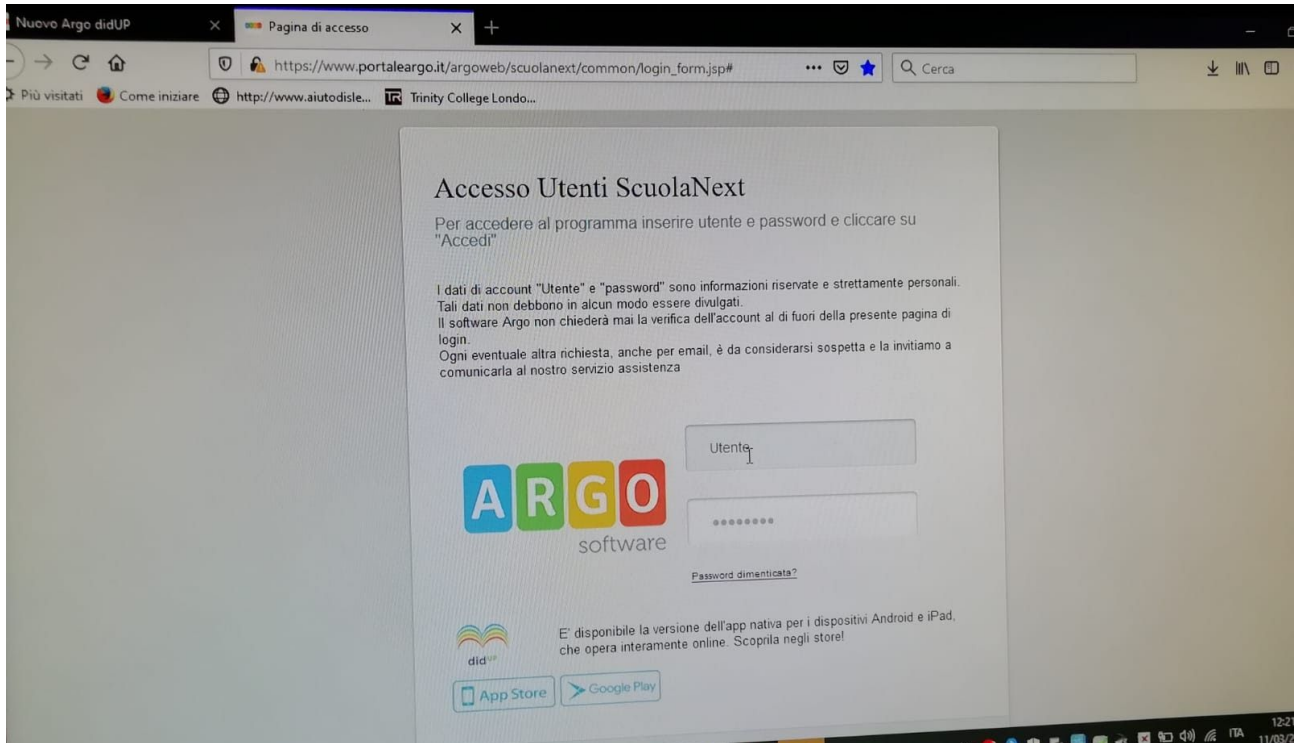 Nuovo Argo didUP
Pagina di accesso
https://www.portaleargo.it/argoweb/scuolanext/common/login_form.jsp#
Cerca
Più visitati
Come iniziare
http://www.aiutodisle...
TR Trinity College Londo...
Accesso Utenti ScuolaNext
Per accedere al programma inserire utente e password e cliccare su
"Accedi"
I dati di account "Utente" e "password" sono informazioni riservate e strettamente personali.
Tali dati non debbono in alcun modo essere divulgati.
Il software Argo non chiederà mai la verifica dell'account al di fuori della presente pagina di
login.
Ogni eventuale altra richiesta, anche per email, è da considerarsi sospetta e la invitiamo a
comunicarla al nostro servizio assistenza
Utente
ARGO
software
Password dimenticata?
E' disponibile la versione dell'app nativa per i dispositivi Android e iPad,
che opera interamente online. Scoprila negli store!
didUP
App Store
Google Play
ITA
12:21
11/03/2